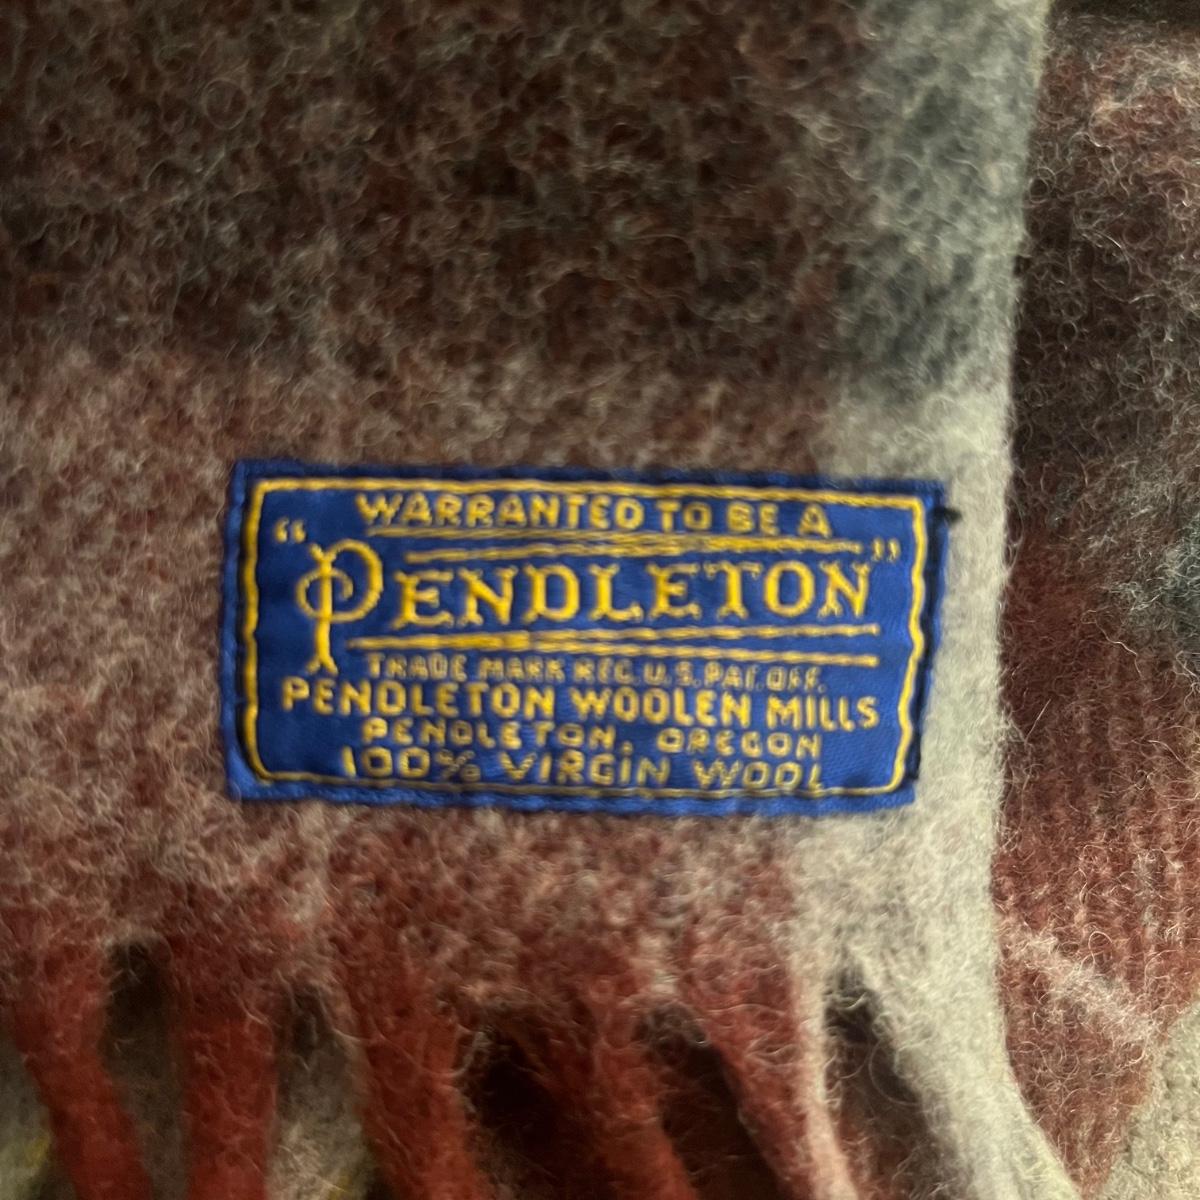 WARRANTED TO BE A
"PENDLETON"
TRADE MARK REG. U.S. PAT. OFF.
PENDLETON WOOLEN MILLS
PENDLETON, OREGON
100% VIRGIN WOOL